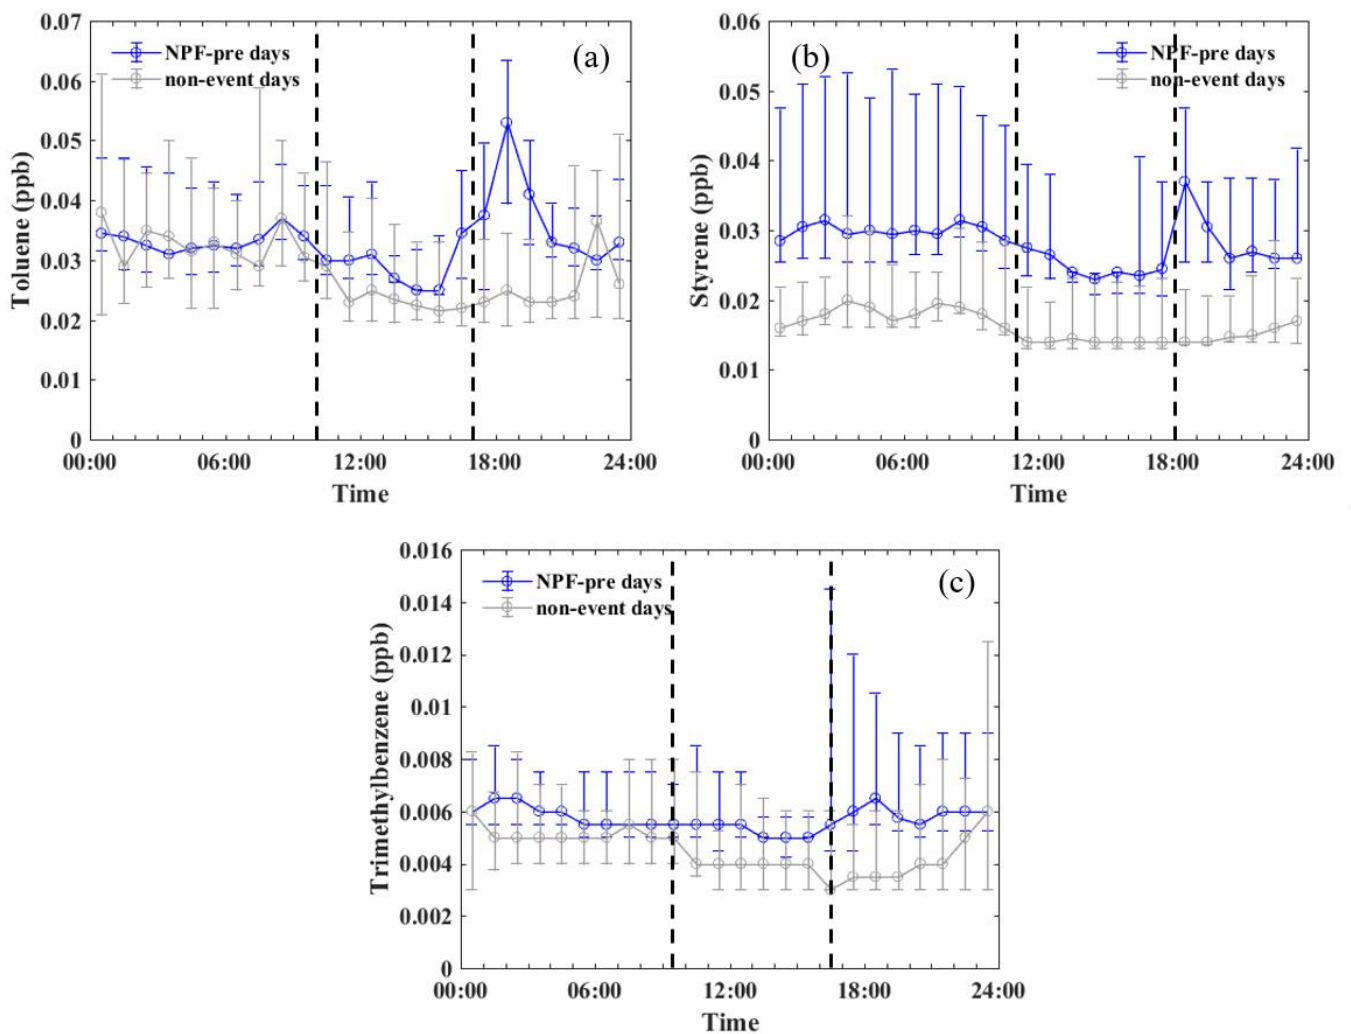 0.07
0.06
0.05
0.04
0.03
0.02
0.01
0
Toluene (ppb)
NPF-pre days
non-event days
(a)
00:00 06:00 12:00 18:00 24:00
Time
0.06
0.05
0.04
0.03
0.02
0.01
0
Styrene (ppb)
(b)
NPF-pre days
non-event days
00:00 06:00 12:00 18:00 24:00
Time
0.016
0.014
0.012
0.01
0.008
0.006
0.004
0.002
0
Trimethylbenzene (ppb)
NPF-pre days
non-event days
(c)
00:00 06:00 12:00 18:00 24:00
Time